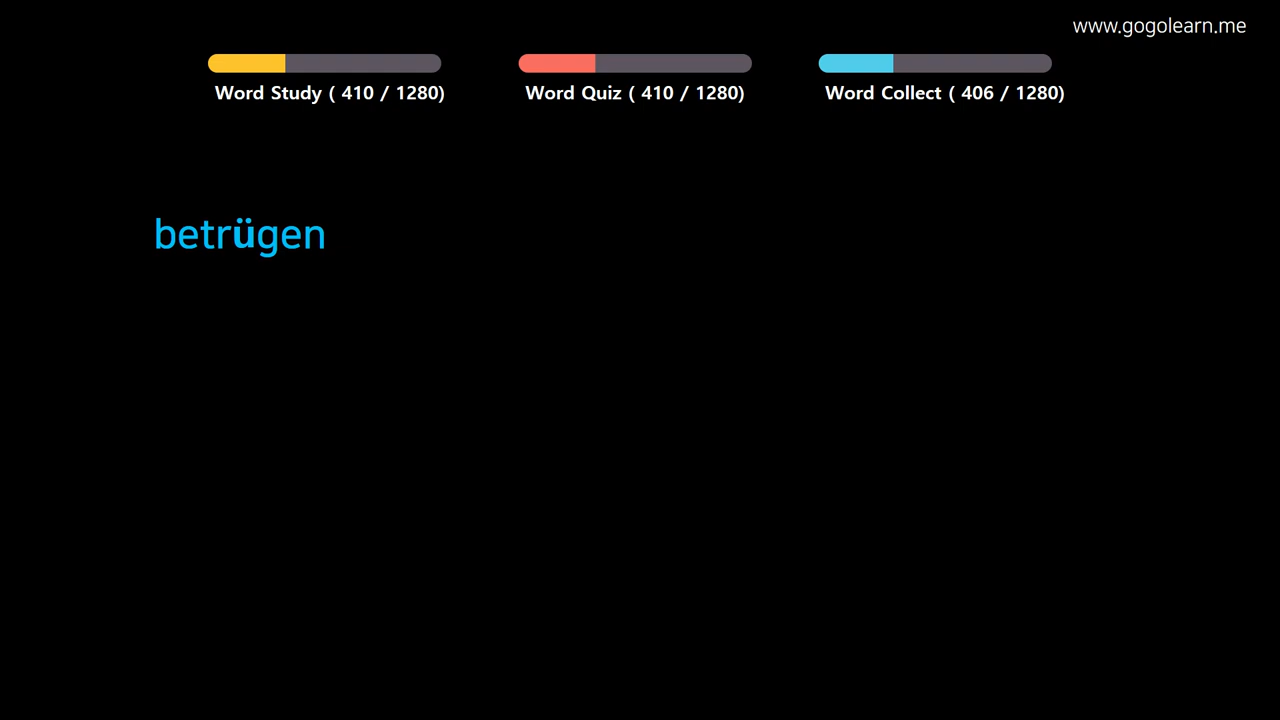 www.gogolearn.me
Word Study ( 410 / 1280)
Word Quiz ( 410 / 1280)
Word Collect ( 406 / 1280)
betrügen